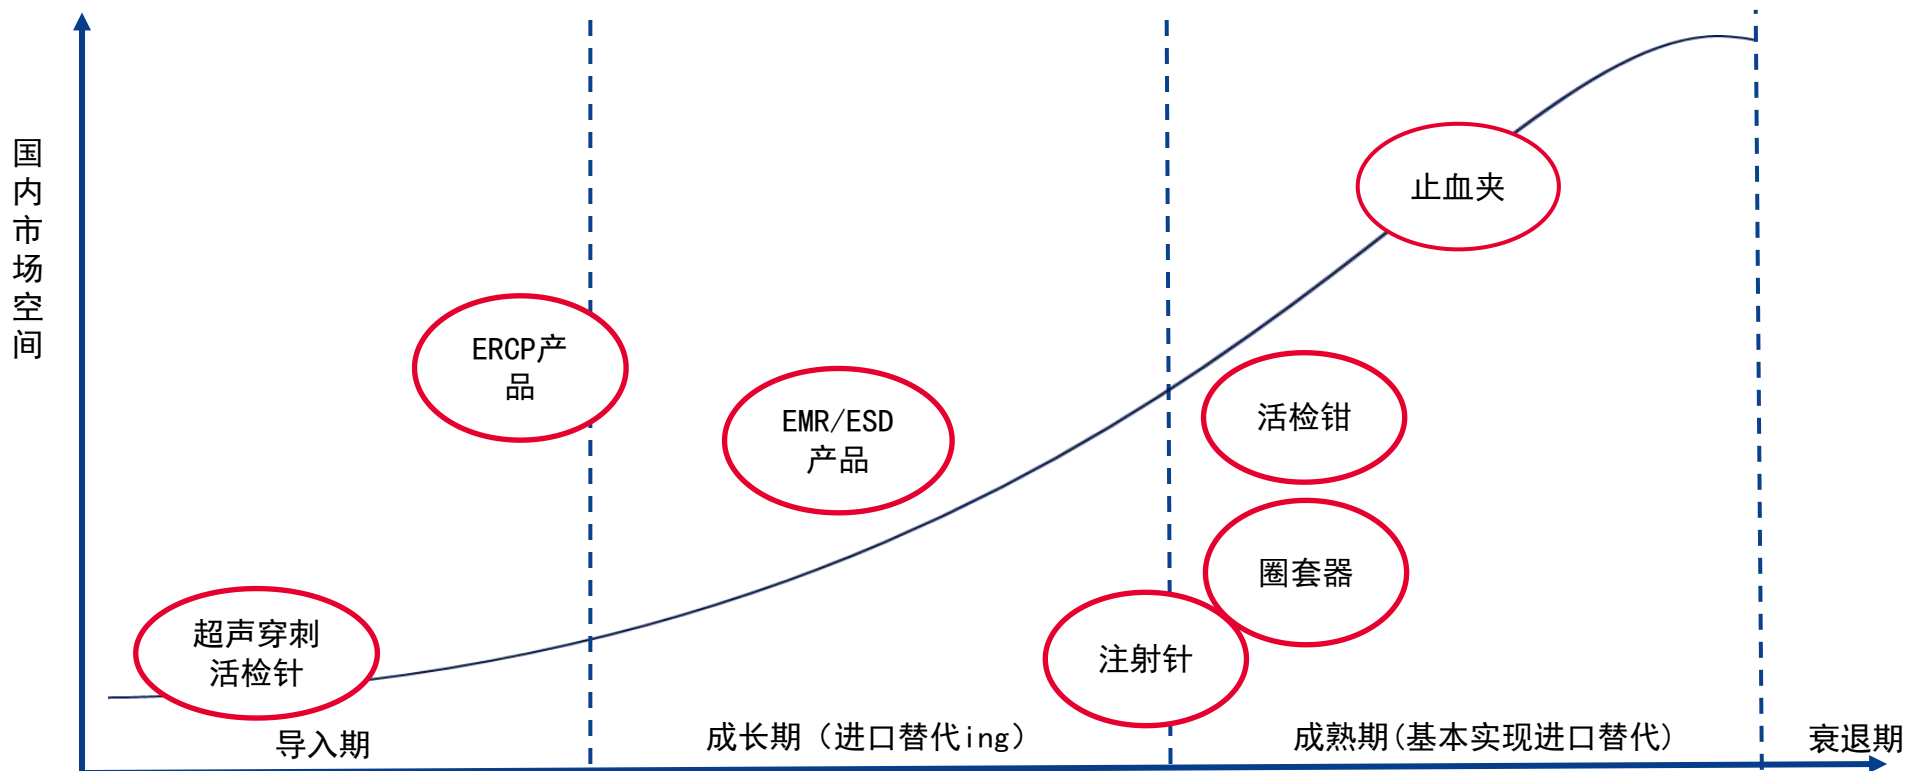 国内市场空间
止血夹
ERCP产
品
EMR/ESD
产品
活检钳
圈套器
超声穿刺
活检针
注射针
导入期
成长期（进口替代ing）
成熟期(基本实现进口替代)
衰退期